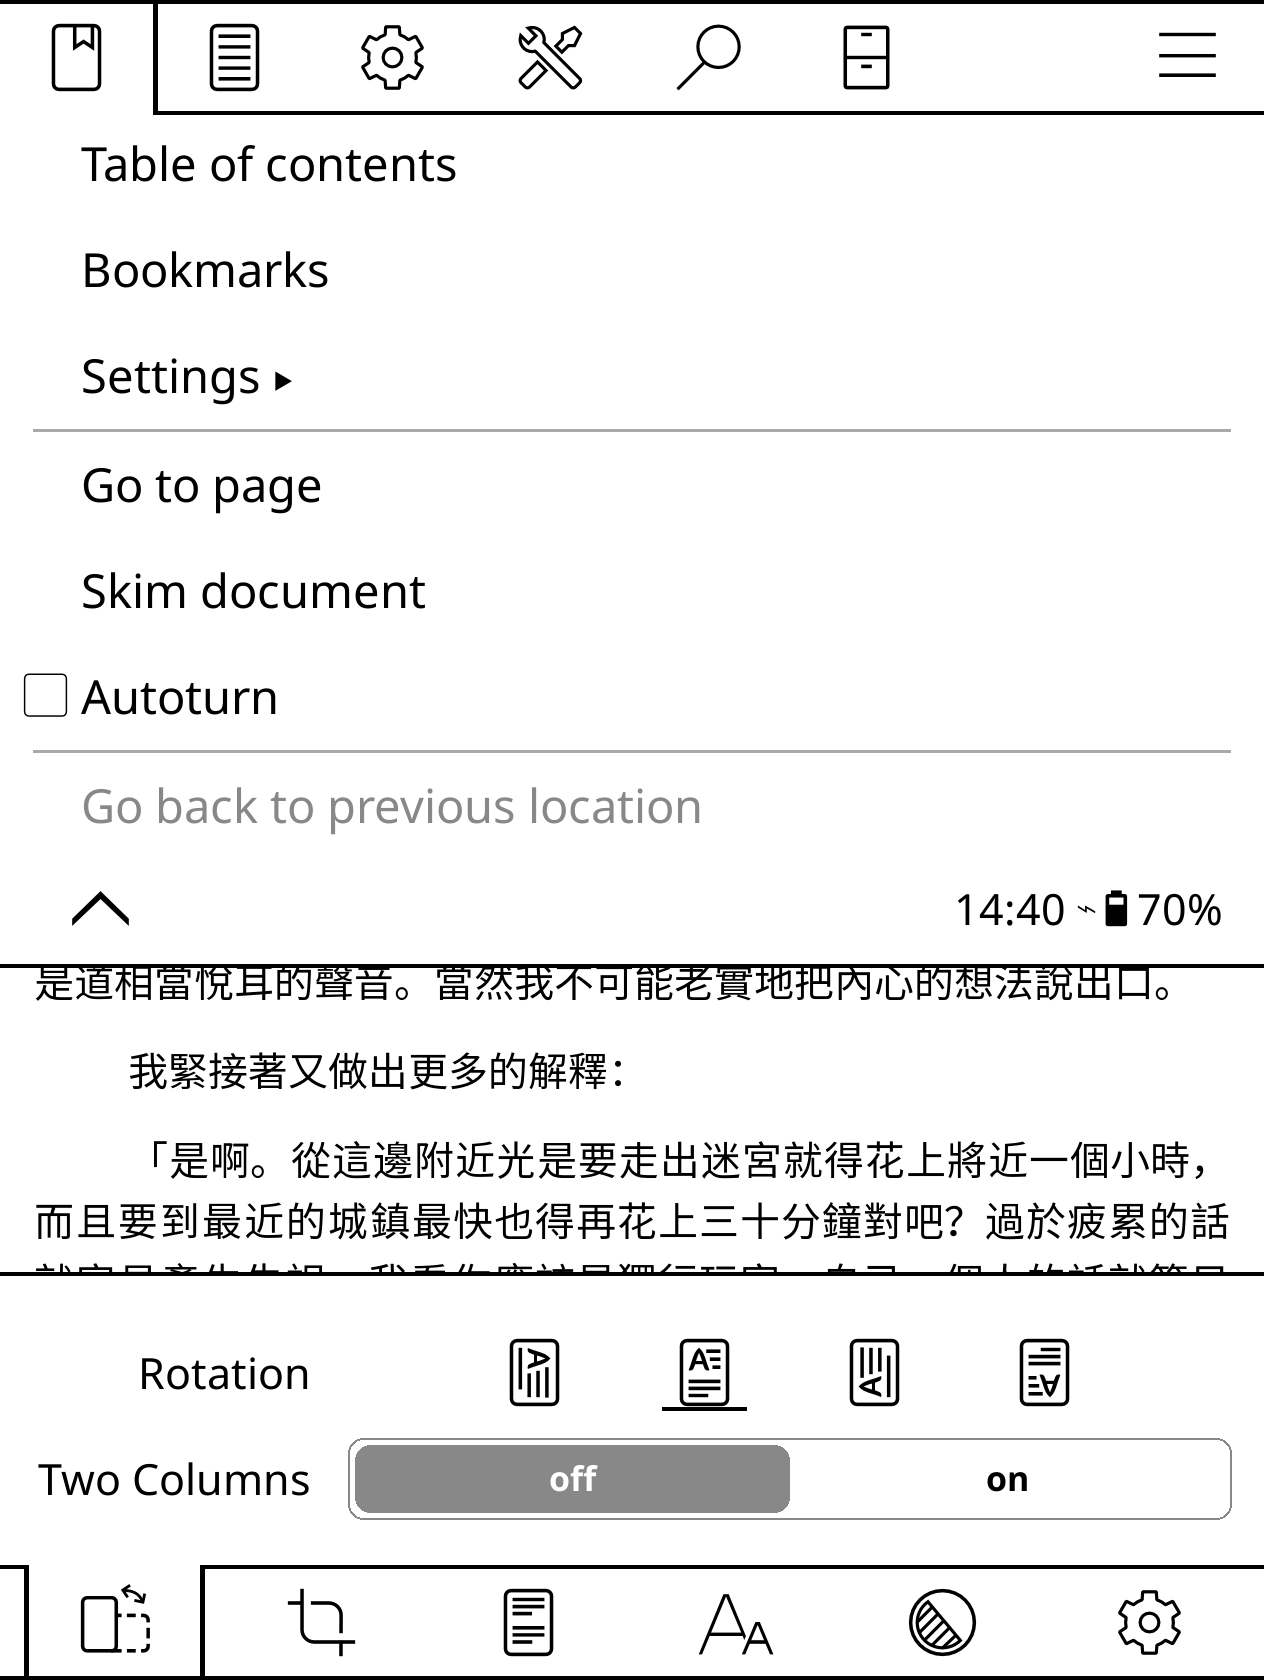 Table of contents
Bookmarks
Settings ▸
Go to page
Skim document
Autoturn
Go back to previous location
14:40 70%
是道相當悅耳的聲音。當然我不可能老實地把內心的想法說出口。
我緊接著又做出更多的解釋：
「是啊。從這邊附近光是要走出迷宮就得花上將近一個小時，
而且要到最近的城鎮最快也得再花上三十分鐘對吧？過於疲累的話
Rotation
Two Columns off on